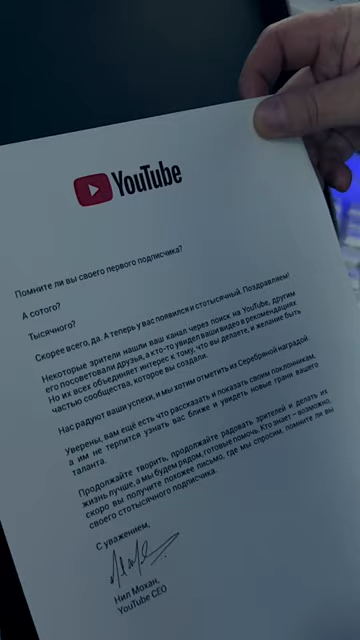 YouTube
Помните ли вы своего первого подписчика?
А сотого?
Тысячного?
Скорее всего, да. А теперь у вас появился и стотысячный. Поздравляем!
Некоторые зрители нашли ваш канал через поиск на YouTube, другим
его посоветовали друзья, а кто-то увидел ваши видео в рекомендациях.
Но их всех объединяет интерес к тому, что вы делаете, и желание быть
частью сообщества, которое вы создали.
Нас радуют ваши успехи, и мы хотим отметить их Серебряной наградой.
Уверены, вам ещё есть что рассказать и показать своим поклонникам,
а им не терпится узнать вас ближе и увидеть новые грани вашего
таланта.
Продолжайте творить, продолжайте радовать зрителей и делать их
жизнь лучше, а мы будем рядом, готовые помочь. Кто знает – возможно,
скоро вы получите похожее письмо, где мы спросим, помните ли вы
своего стотысячного подписчика.
С уважением,
Нил Мохан,
YouTube CEO